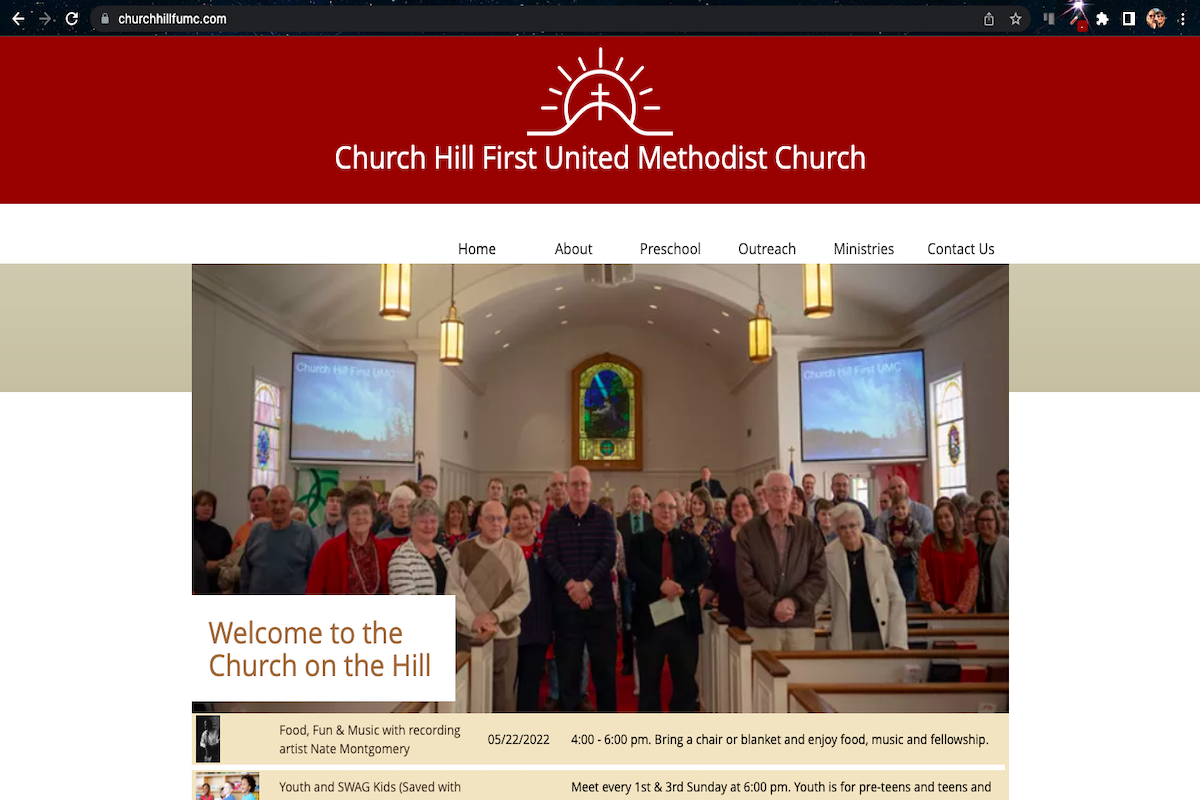 churchhillfumc.com
Church Hill First United Methodist Church
Home About Preschool Outreach Ministries Contact Us
Church Hill First UMC
Church Hill First UMC
Welcome to the
Church on the Hill
Food, Fun & Music with recording
artist Nate Montgomery
05/22/2022
4:00 - 6:00 pm. Bring a chair or blanket and enjoy food, music and fellowship.
Youth and SWAG Kids (Saved with
Meet every 1st & 3rd Sunday at 6:00 pm. Youth is for pre-teens and teens and